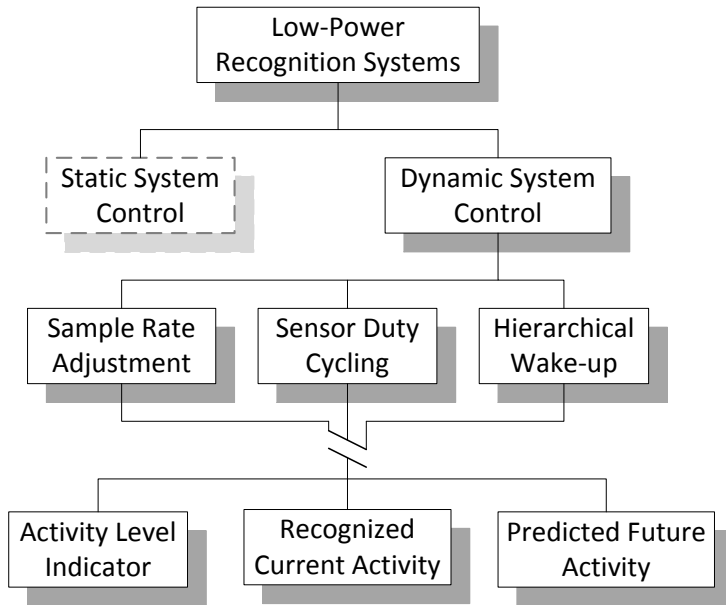 Low-Power
Recognition Systems
Static System
Control
Dynamic System
Control
Sample Rate
Adjustment
Sensor Duty
Cycling
Hierarchical
Wake-up
Activity Level
Indicator
Recognized
Current Activity
Predicted Future
Activity